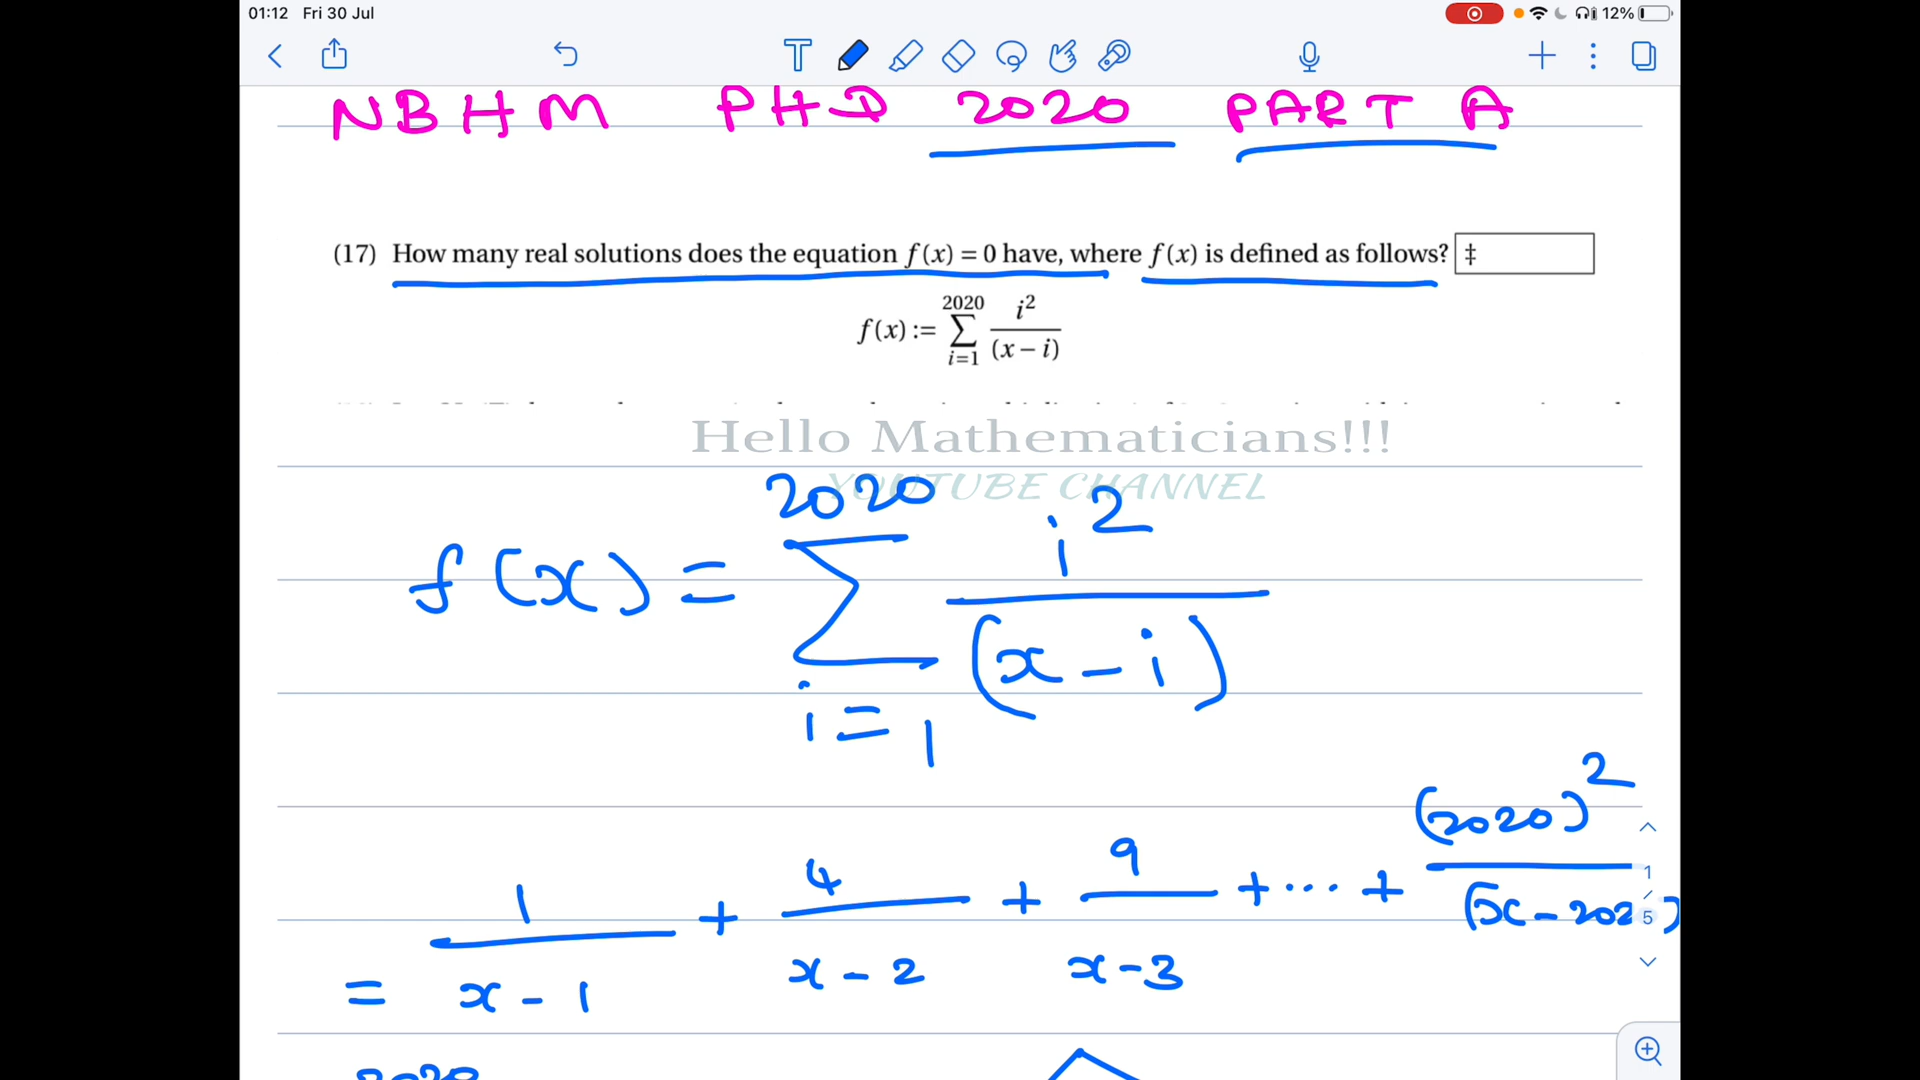 01:12 Fri 30 Jul 12%
NBHM PHD 2020 PART A
(17) How many real solutions does the equation f(x) = 0 have, where f(x) is defined as follows? ‡
2020 i²
f(x) := ∑
i=1 (x − i)
Hello Mathematicians!!!
YOUTUBE CHANNEL
2020 i²
f(x) = ∑
i = 1 (x - i)
1 4 9 (2020)²
= x - 1 + x - 2 + x - 3 + ... + (x - 202 )
1
/
5
2020